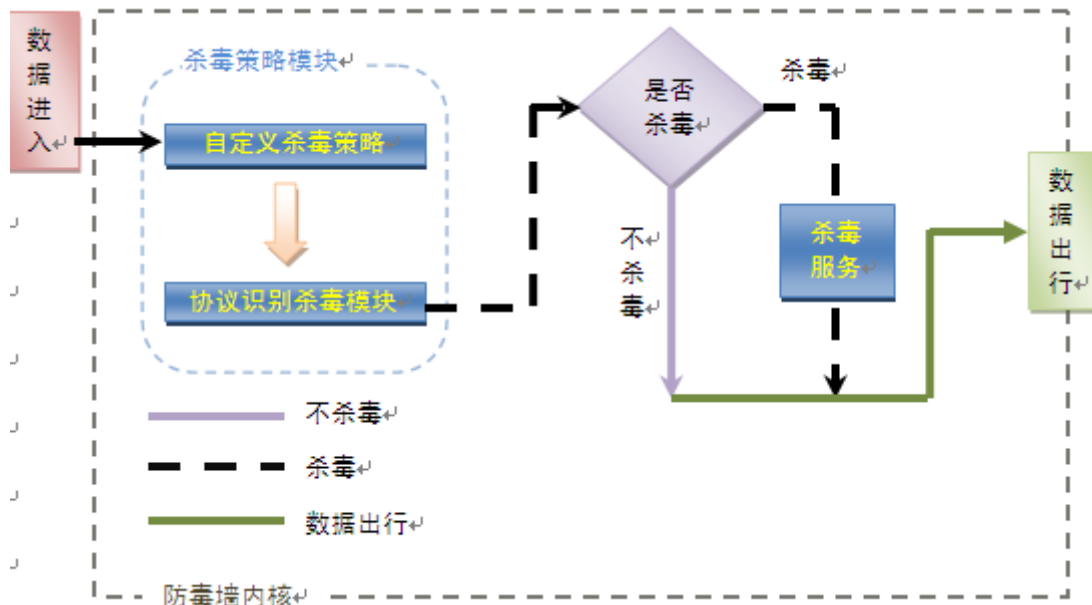 数
据
进
入
杀毒策略模块
自定义杀毒策略
协议识别杀毒模块
是否
杀毒
杀毒
不
杀
毒
杀毒
服务
数
据
出
行
不杀毒
杀毒
数据出行
防毒墙内核